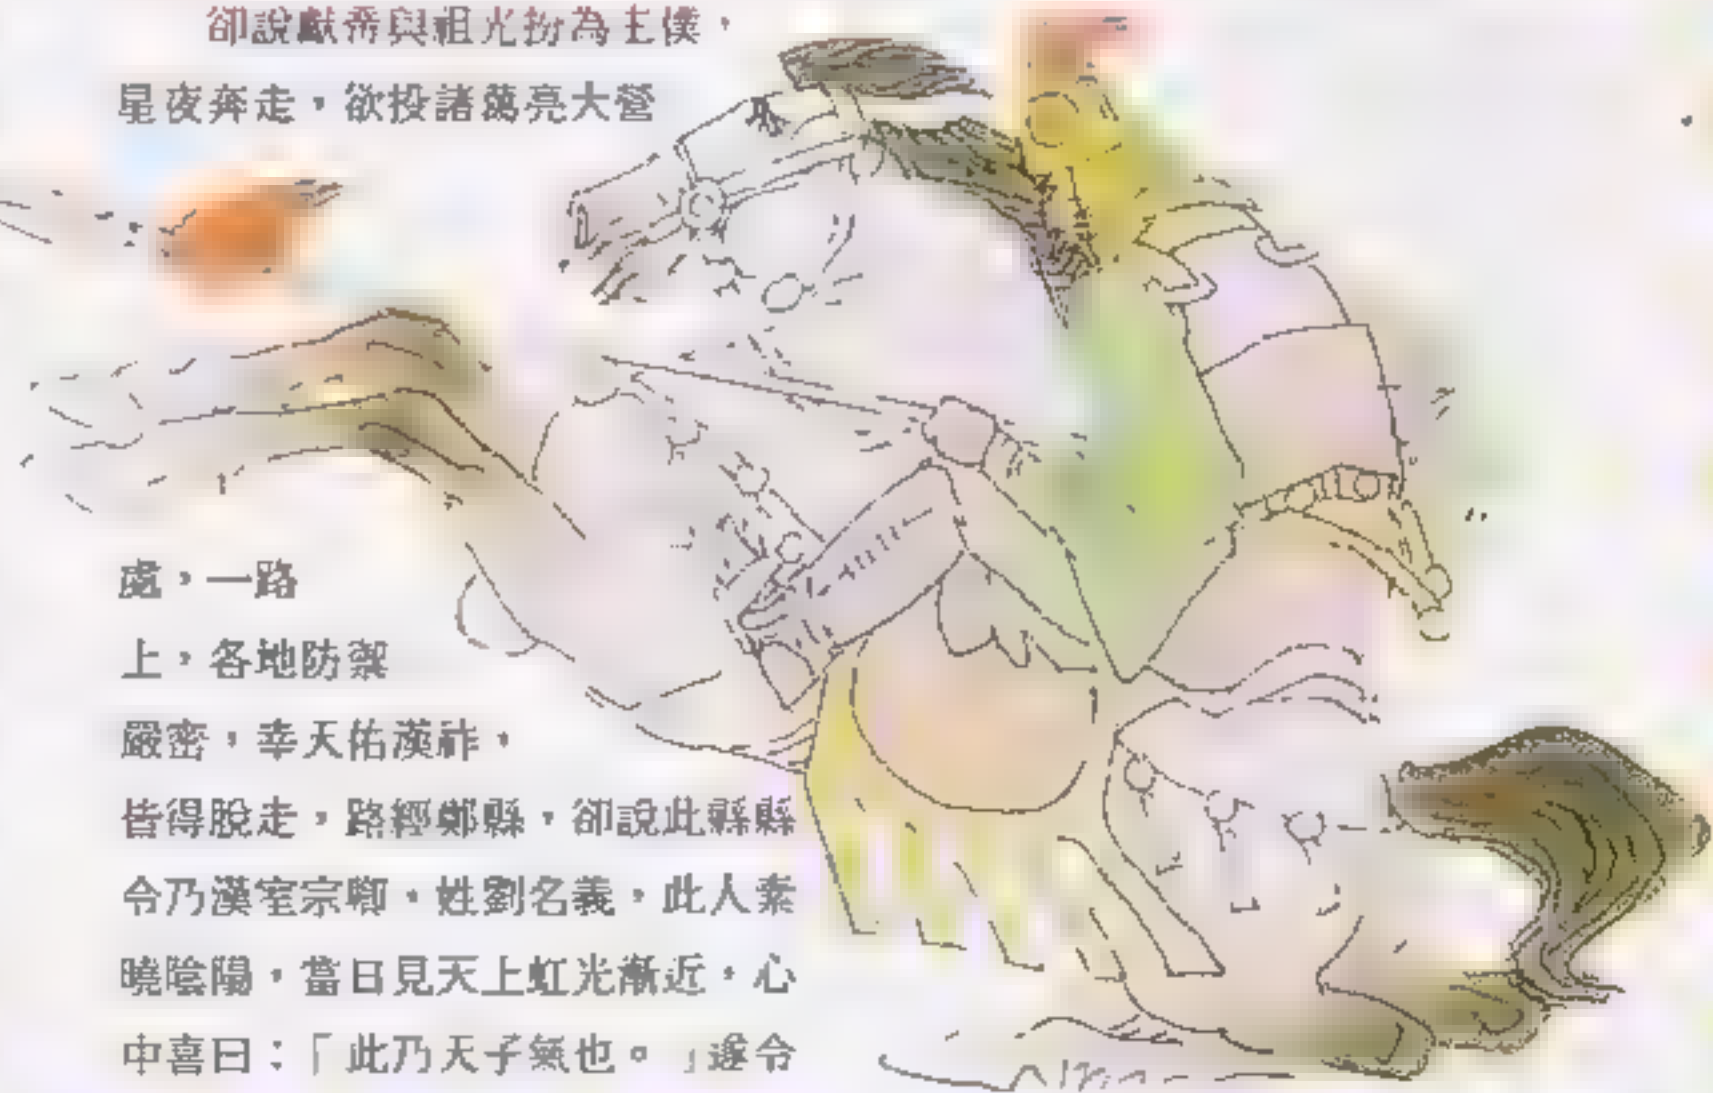 卻說獻帝與祖光扮為主僕，
星夜奔走，欲投諸葛亮大營
處，一路
上，各地防禦
嚴密，幸天佑漢祚，
皆得脫走，路經鄭縣，卻說此縣縣
令乃漢室宗卿，姓劉名義，此人素
曉陰陽，當日見天上虹光漸近，心
中喜曰：「此乃天子氣也。」遂令